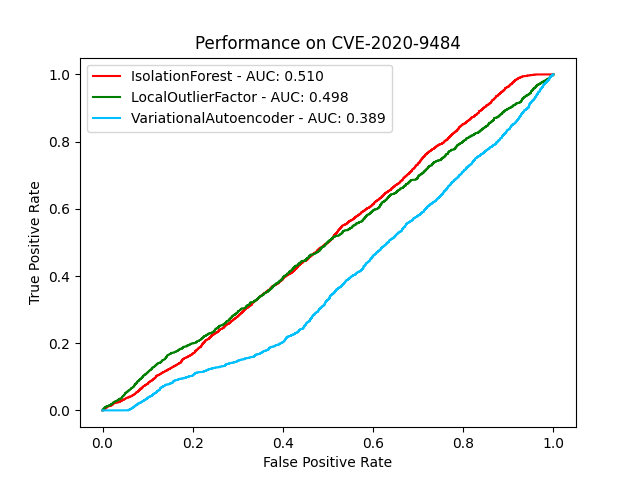 Performance on CVE-2020-9484
IsolationForest - AUC: 0.510
LocalOutlierFactor - AUC: 0.498
VariationalAutoencoder - AUC: 0.389
True Positive Rate
1.0
0.8
0.6
0.4
0.2
0.0
0.0 0.2 0.4 0.6 0.8 1.0
False Positive Rate